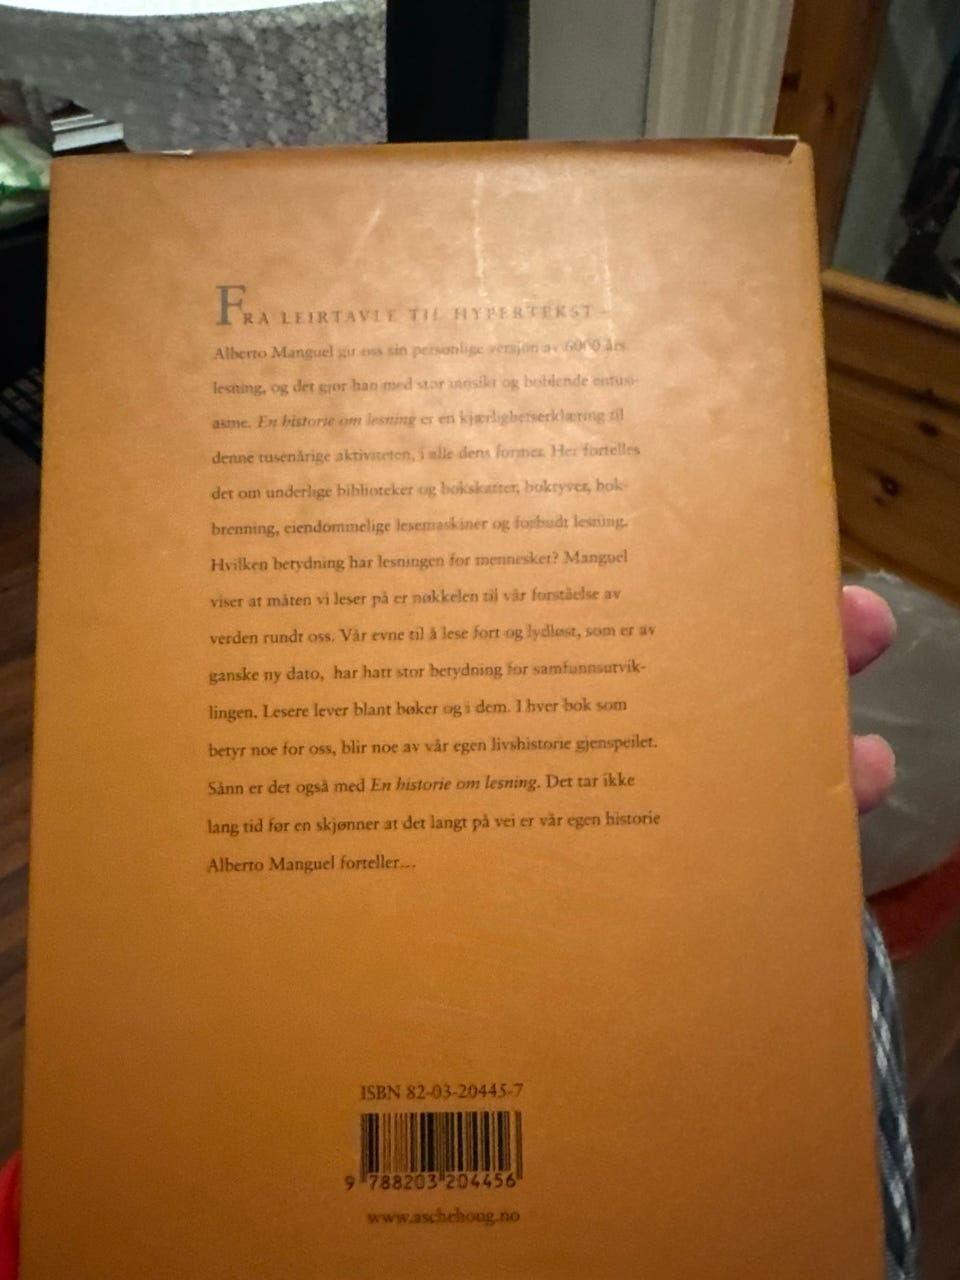 FRA LEIRTAVLE TIL HYPERTEKST –
Alberto Manguel gir oss sin personlige versjon av 6000 års
lesning, og det gjør han med stor innsikt og boblende entusi-
asme. En historie om lesning er en kjærlighetserklæring til
denne tusenårige aktiviteten, i alle dens former. Her fortelles
det om underlige biblioteker og bokskatter, boktyver, bok-
brenning, eiendommelige lesemaskiner og forbudt lesning.
Hvilken betydning har lesningen for mennesket? Manguel
viser at måten vi leser på er nøkkelen til vår forståelse av
verden rundt oss. Vår evne til å lese fort og lydløst, som er av
ganske ny dato, har hatt stor betydning for samfunnsutvik-
lingen. Lesere lever blant bøker og i dem. I hver bok som
betyr noe for oss, blir noe av vår egen livshistorie gjenspeilet.
Sånn er det også med En historie om lesning. Det tar ikke
lang tid før en skjønner at det langt på vei er vår egen historie
Alberto Manguel forteller...
ISBN 82-03-20445-7
9 788203 204456
www.aschehoug.no